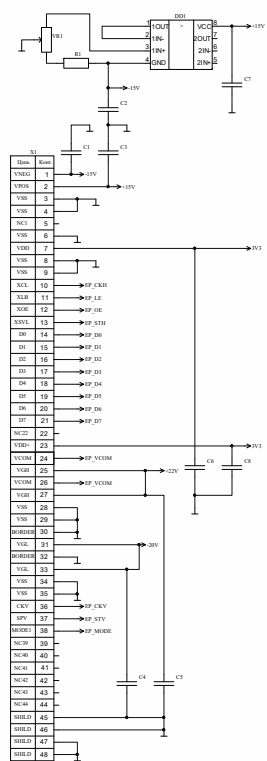 DD1
1 1OUT > VCC 8 +15V
2 1IN- 2OUT 7
3 1IN+ 2IN- 6
4 GND 2IN+ 5
VR1
R1
C7
-15V
C2
C1
C3
X1
Цепь Конт.
VNEG 1 -15V
VPOS 2 +15V
VSS 3
VSS 4
NC1 5
VSS 6
VDD 7 3V3
VSS 8
VSS 9
XCL 10 EP_CKH
XLB 11 EP_LE
XOE 12 EP_OE
XSVL 13 EP_STH
D0 14 EP_D0
D1 15 EP_D1
D2 16 EP_D2
D3 17 EP_D3
D4 18 EP_D4
D5 19 EP_D5
D6 20 EP_D6
D7 21 EP_D7
NC22 22
VDD+ 23 3V3
VCOM 24 EP_VCOM
C6 C8
VGH 25 +22V
VCOM 26 EP_VCOM
VGH 27
VSS 28
VSS 29
BORDER 30
VGL 31 -20V
BORDER 32
VGL 33
VSS 34
VSS 35
CKV 36 EP_CKV
SPV 37 EP_STV
MODE1 38 EP_MODE
NC39 39
NC40 40
NC41 41
NC42 42
C4 C5
NC43 43
NC44 44
SHILD 45
SHILD 46
SHILD 47
SHILD 48